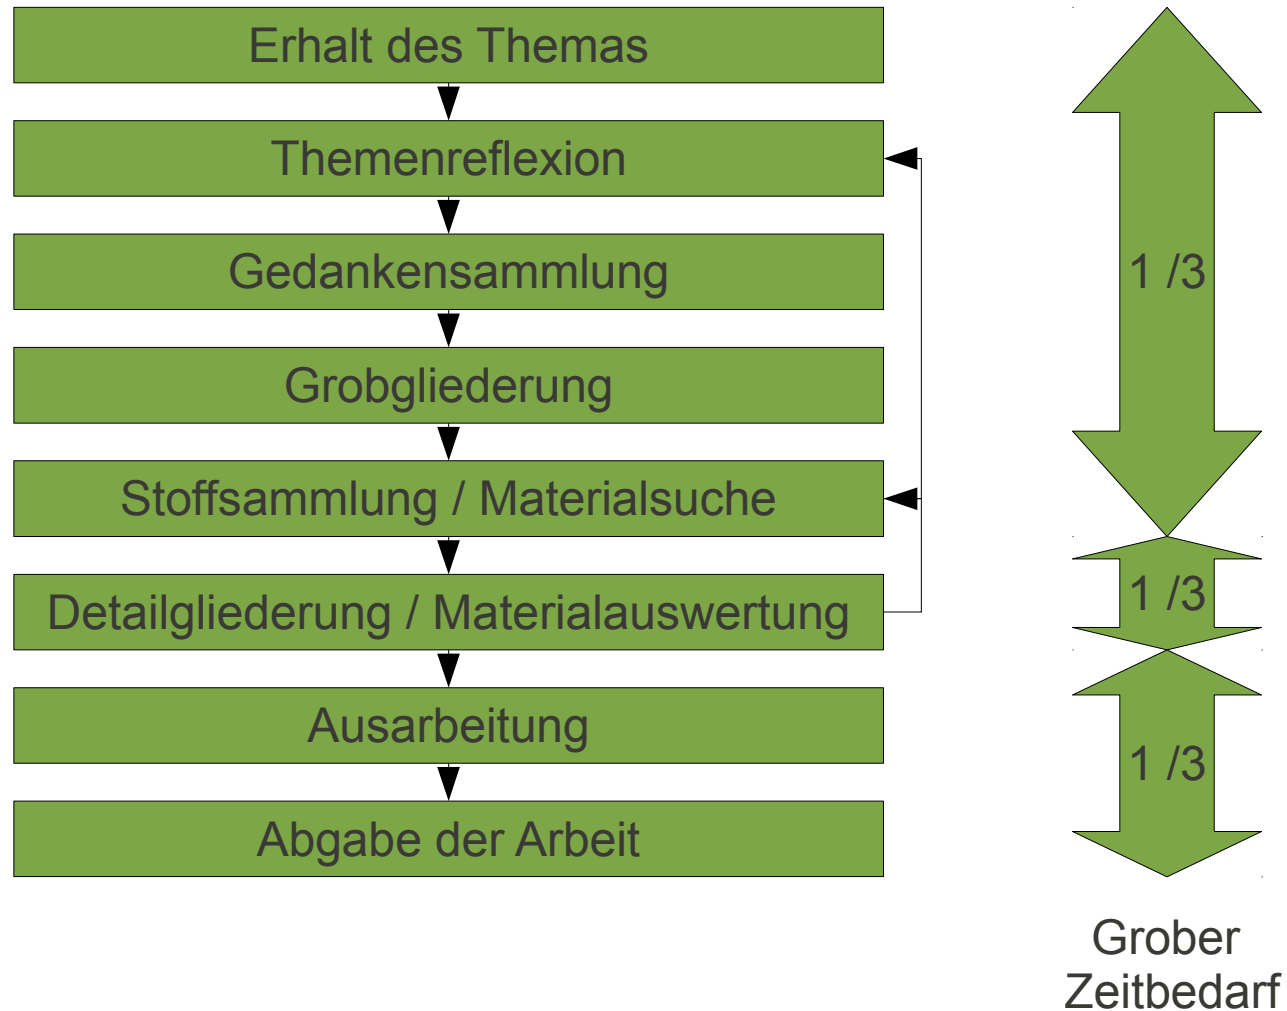 Erhalt des Themas
Themenreflexion
Gedankensammlung
Grobgliederung
Stoffsammlung / Materialsuche
Detailgliederung / Materialauswertung
Ausarbeitung
Abgabe der Arbeit
1 /3
1 /3
1 /3
Grober
Zeitbedarf